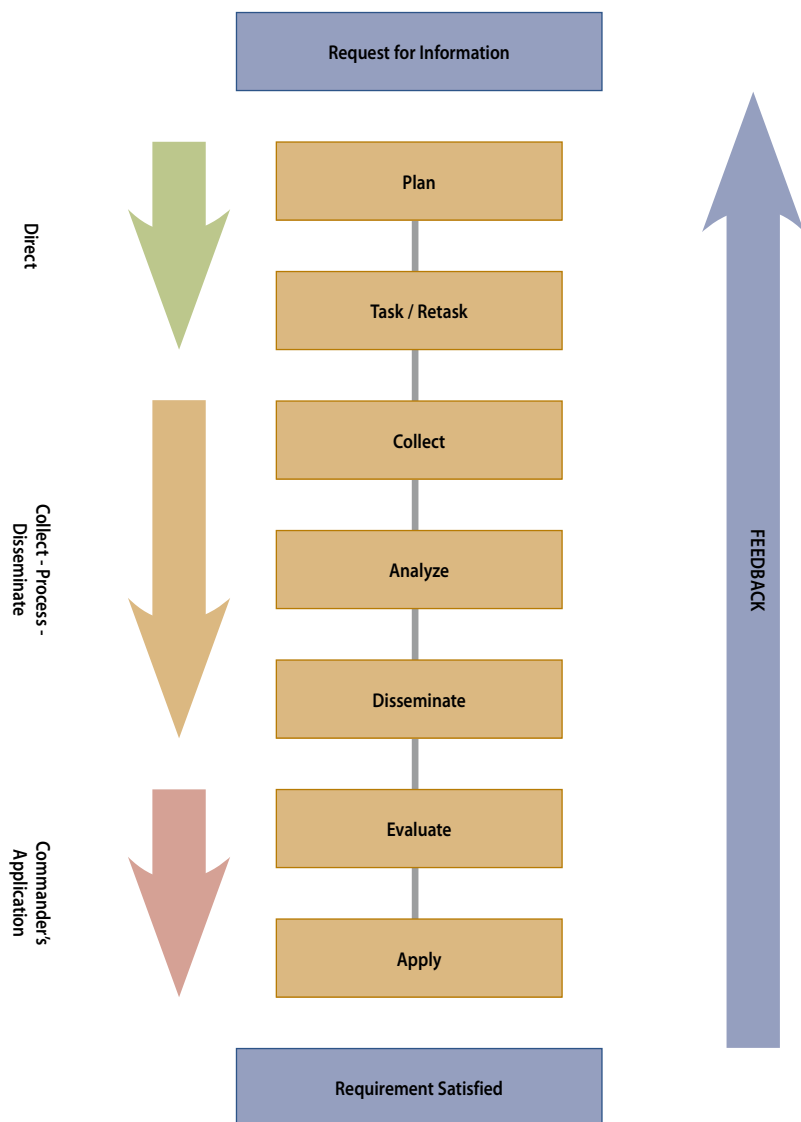 Request for Information
Direct
Plan
Task / Retask
Collect - Process -
Disseminate
Collect
Analyze
Disseminate
Commander's
Application
Evaluate
Apply
FEEDBACK
Requirement Satisfied